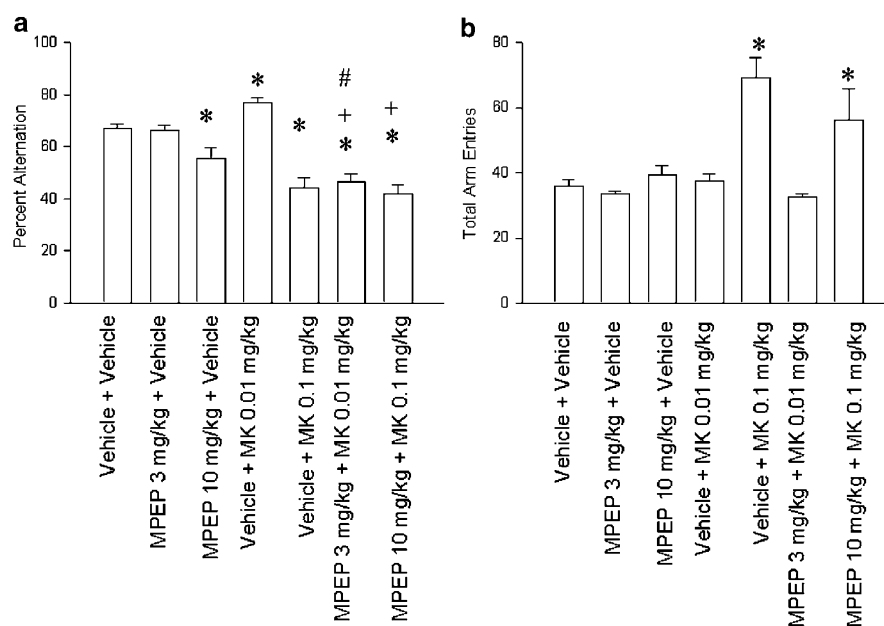 a
100
80
60
40
20
0
Percent Alternation
*
*
*
#
+
*
+
*
Vehicle + Vehicle
MPEP 3 mg/kg + Vehicle
MPEP 10 mg/kg + Vehicle
Vehicle + MK 0.01 mg/kg
Vehicle + MK 0.1 mg/kg
MPEP 3 mg/kg + MK 0.01 mg/kg
MPEP 10 mg/kg + MK 0.1 mg/kg
b
80
60
40
20
0
Total Arm Entries
*
*
Vehicle + Vehicle
MPEP 3 mg/kg + Vehicle
MPEP 10 mg/kg + Vehicle
Vehicle + MK 0.01 mg/kg
Vehicle + MK 0.1 mg/kg
MPEP 3 mg/kg + MK 0.01 mg/kg
MPEP 10 mg/kg + MK 0.1 mg/kg